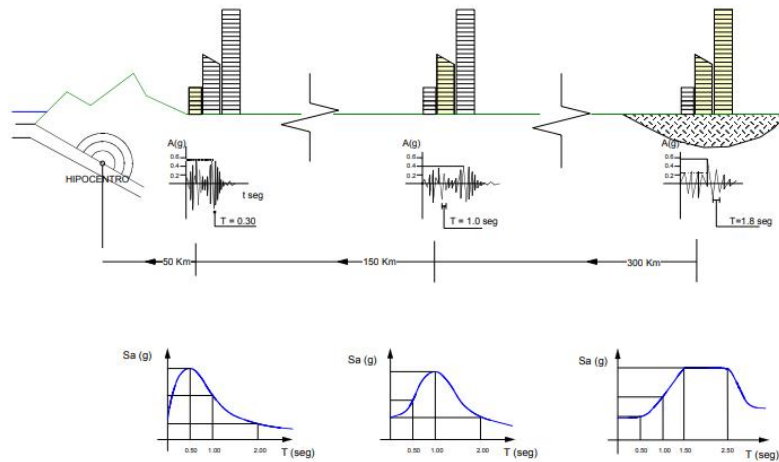 A(g)
0.6
0.4
0.2
t seg
T = 0.30
HIPOCENTRO
A(g)
0.6
0.4
0.2
T = 1.0 seg
A(g)
0.6
0.4
0.2
T=1.8 seg
50 Km
150 Km
300 Km
Sa (g)
0.50 1.00 2.00
T (seg)
Sa (g)
0.50 1.00 2.00
T (seg)
Sa (g)
0.50 1.00 1.50 2.50
T (seg)